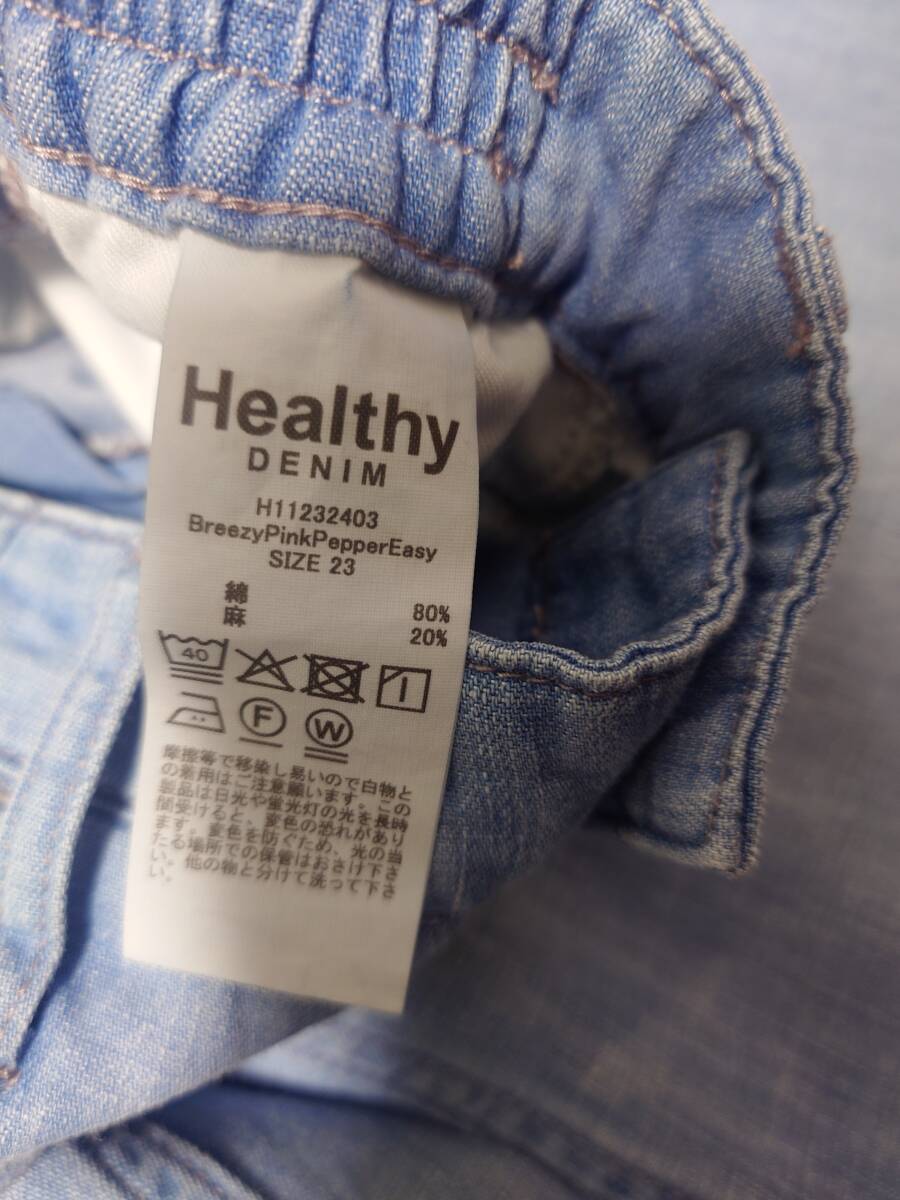 Healthy
DENIM
H11232403
BreezyPinkPepperEasy
SIZE 23
綿 80%
麻 20%
40
F W
摩擦等で移染し易いので白物と
の着用はご注意願います。この
製品は日光や蛍光灯の光を長時
間受けると、変色の恐れがあり
ます。変色を防ぐため、光の当
たる場所での保管はおさけ下さ
い。他の物と分けて洗って下さ
い。